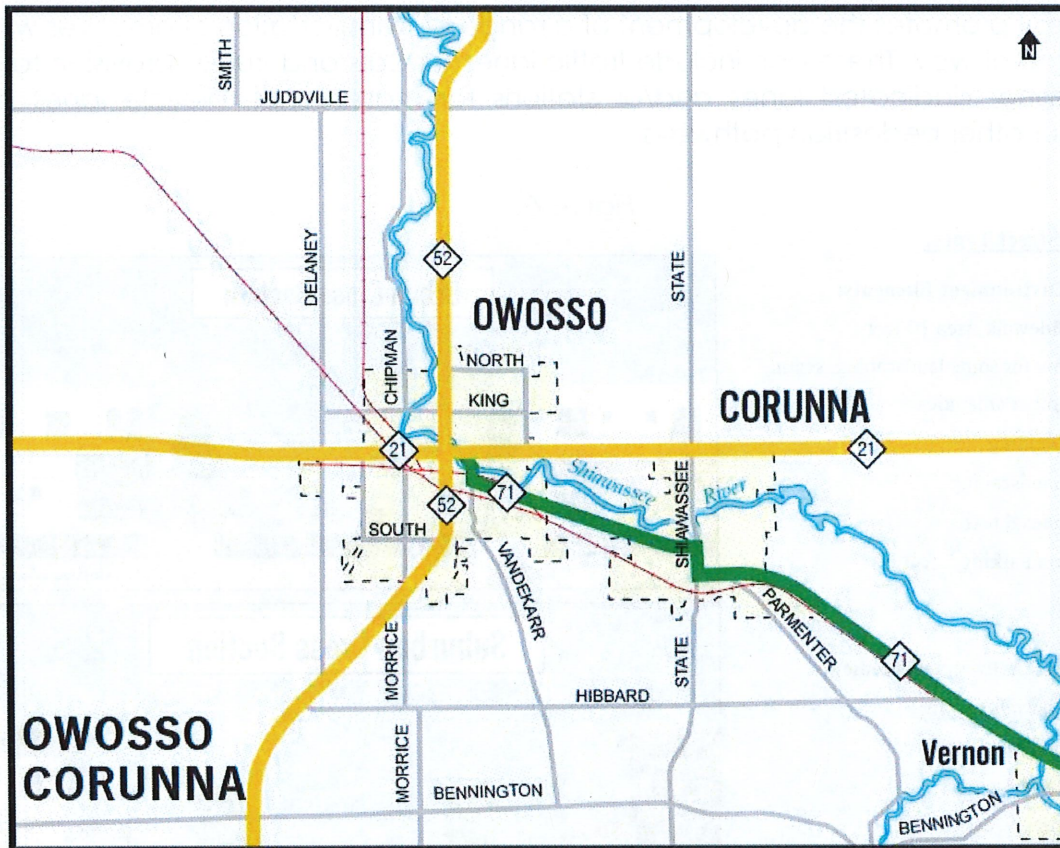 N
SMITH
JUDDVILLE
DELANEY
52
STATE
OWOSSO
CHIPMAN
NORTH
KING
CORUNNA
21
21
Shiawassee
River
SHIAWASSEE
71
52
SOUTH
VANDEKARR
PARMENTER
MORRICE
STATE
71
HIBBARD
OWOSSO
CORUNNA
MORRICE
Vernon
BENNINGTON
BENNINGTON